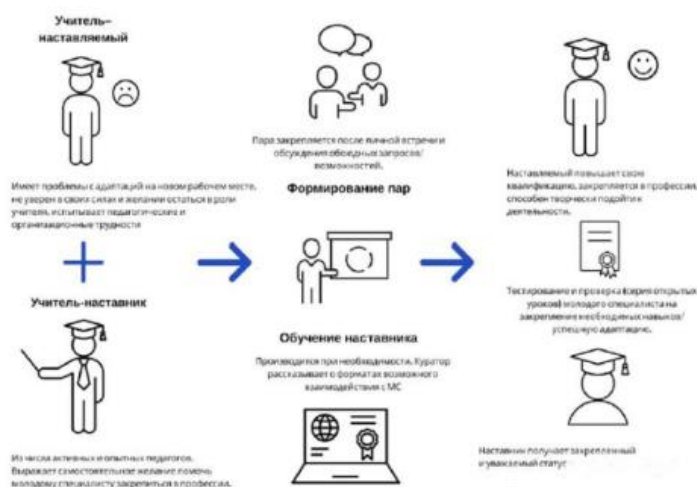 Учитель–
наставляемый
Имеет проблемы с адаптацией на новом рабочем месте,
не уверен в своих силах и желании остаться в роли
учителя, испытывает педагогические и
организационные трудности
Учитель-наставник
Из числа активных и опытных педагогов.
Выражает самостоятельное желание помочь
молодому специалисту закрепиться в профессии.
Пара закрепляется после личной встречи и
обсуждения обоюдных запросов/
возможностей.
Формирование пар
Обучение наставника
Производится при необходимости. Куратор
рассказывает о форматах возможного
взаимодействия с МС
Наставляемый повышает свою
квалификацию, закрепляется в профессии,
способен творчески подойти к
деятельности.
Тестирование и проверка (серия открытых
уроков) молодого специалиста на
закрепление необходимых навыков/
успешную адаптацию.
Наставник получает закрепленный
и уважаемый статус